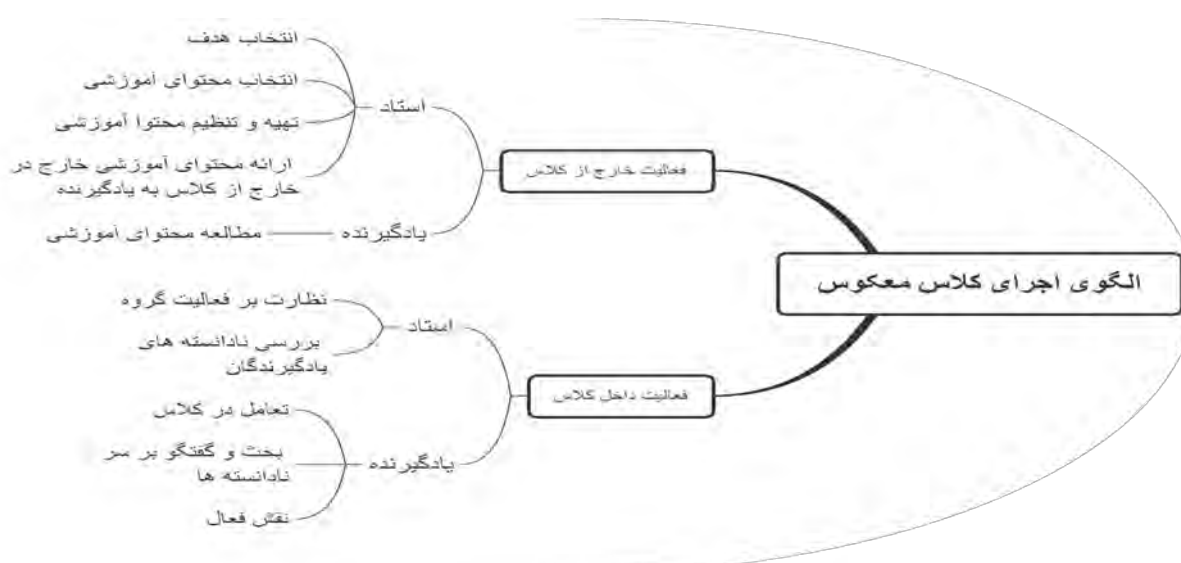 الگوی اجرای کلاس معکوس
فعالیت خارج از کلاس
استاد
انتخاب هدف
انتخاب محتوای آموزشی
تهیه و تنظیم محتوا آموزشی
ارائه محتوای آموزشی خارج در
خارج از کلاس به یادگیرنده
یادگیرنده
مطالعه محتوای آموزشی
فعالیت داخل کلاس
استاد
نظارت بر فعالیت گروه
بررسی نادانسته های
یادگیرندگان
یادگیرنده
تعامل در کلاس
بحث و گفتگو بر سر
نادانسته ها
نقش فعال